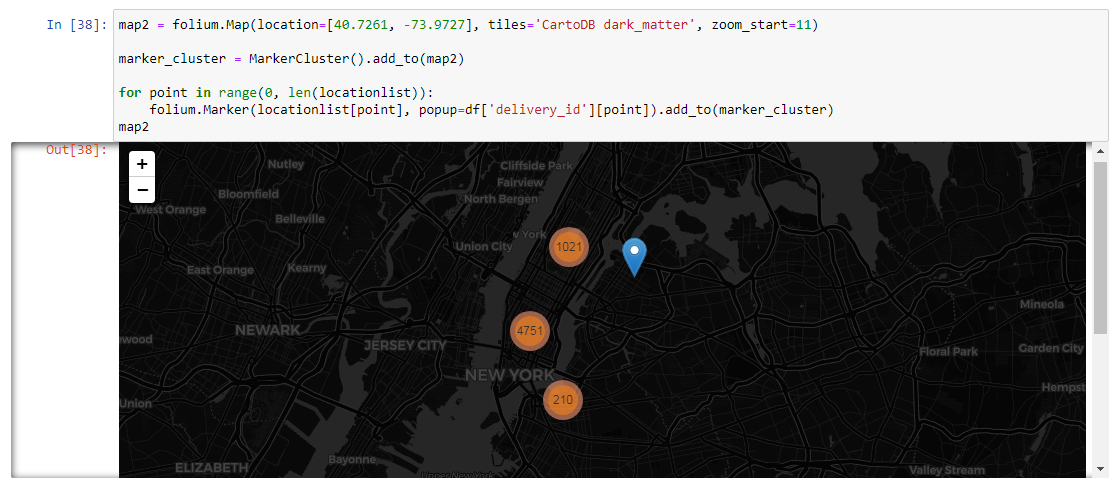 In [38]:
map2 = folium.Map(location=[40.7261, -73.9727], tiles='CartoDB dark_matter', zoom_start=11)
marker_cluster = MarkerCluster().add_to(map2)
for point in range(0, len(locationlist)):
    folium.Marker(locationlist[point], popup=df['delivery_id'][point]).add_to(marker_cluster)
map2
Out[38]:
+
−
Nutley
Cliffside Park
Fairview
Bloomfield
North Bergen
West Orange
Belleville
w York
Union City
1021
East Orange
Kearny
Mineola
NEWARK
4751
ewood
JERSEY CITY
Floral Park
Garden City
NEW YORK
Hempst
Union
210
Bayonne
ELIZABETH
Valley Stream
Upper New York